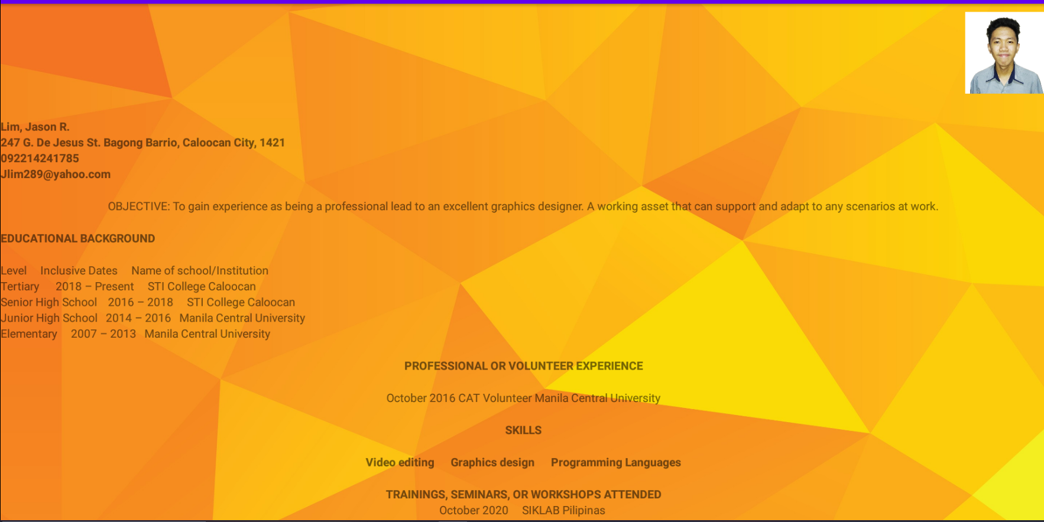 Lim, Jason R.
247 G. De Jesus St. Bagong Barrio, Caloocan City, 1421
092214241785
Jlim289@yahoo.com
OBJECTIVE: To gain experience as being a professional lead to an excellent graphics designer. A working asset that can support and adapt to any scenarios at work.
EDUCATIONAL BACKGROUND
Level Inclusive Dates Name of school/Institution
Tertiary 2018 – Present STI College Caloocan
Senior High School 2016 – 2018 STI College Caloocan
Junior High School 2014 – 2016 Manila Central University
Elementary 2007 – 2013 Manila Central University
PROFESSIONAL OR VOLUNTEER EXPERIENCE
October 2016 CAT Volunteer Manila Central University
SKILLS
Video editing Graphics design Programming Languages
TRAININGS, SEMINARS, OR WORKSHOPS ATTENDED
October 2020 SIKLAB Pilipinas